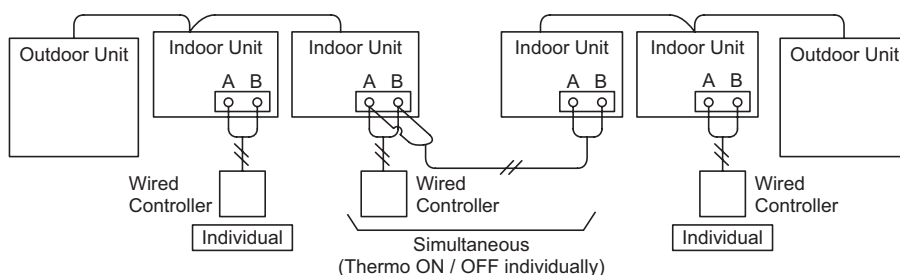 Outdoor Unit
Indoor Unit
A B
Indoor Unit
A B
Indoor Unit
A B
Indoor Unit
A B
Outdoor Unit
Wired
Controller
Individual
Wired
Controller
Simultaneous
(Thermo ON / OFF individually)
Wired
Controller
Individual